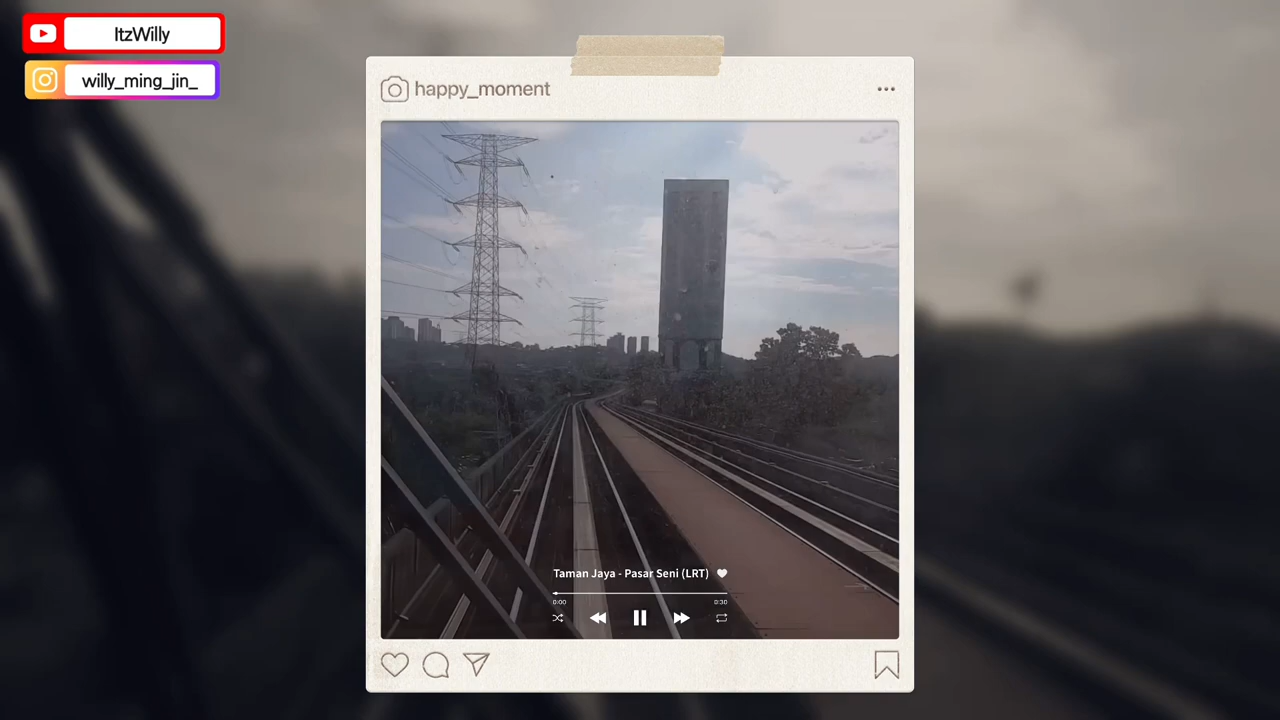 ItzWilly
willy_ming_jin_
happy_moment
Taman Jaya - Pasar Seni (LRT)
0:00
0:30